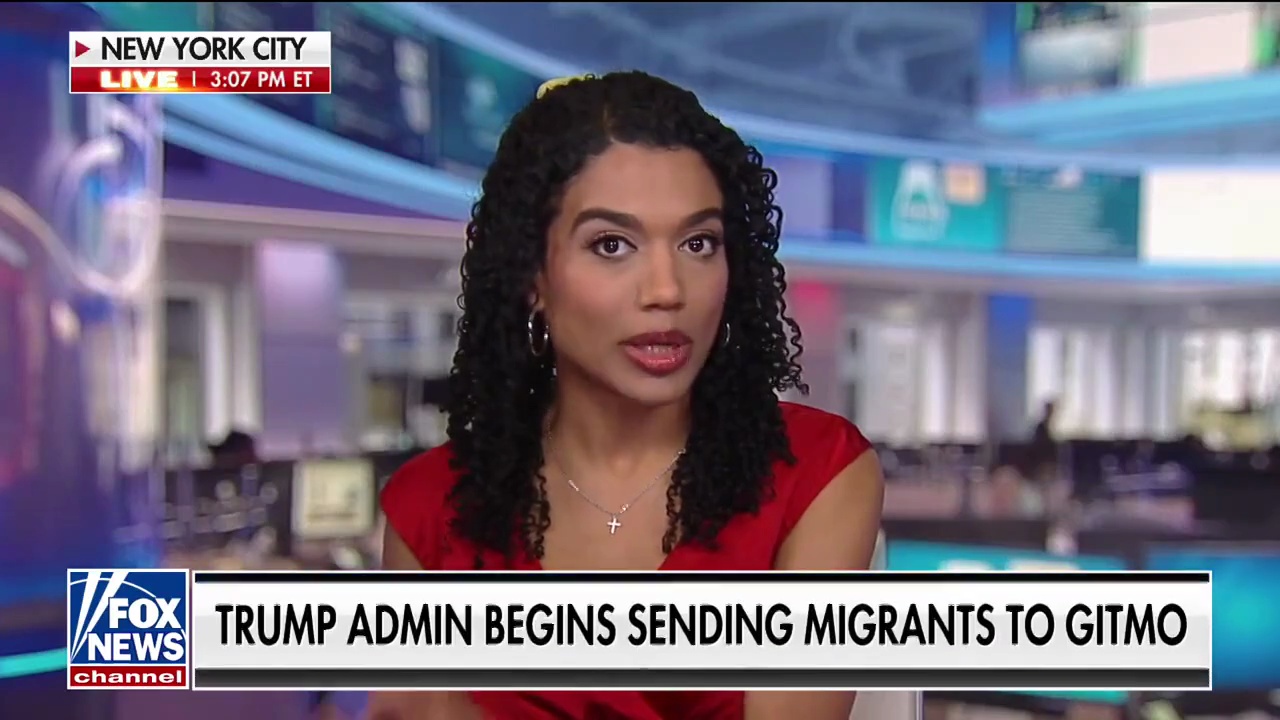 NEW YORK CITY
LIVE | 3:07 PM ET
FOX
NEWS
channel
TRUMP ADMIN BEGINS SENDING MIGRANTS TO GITMO